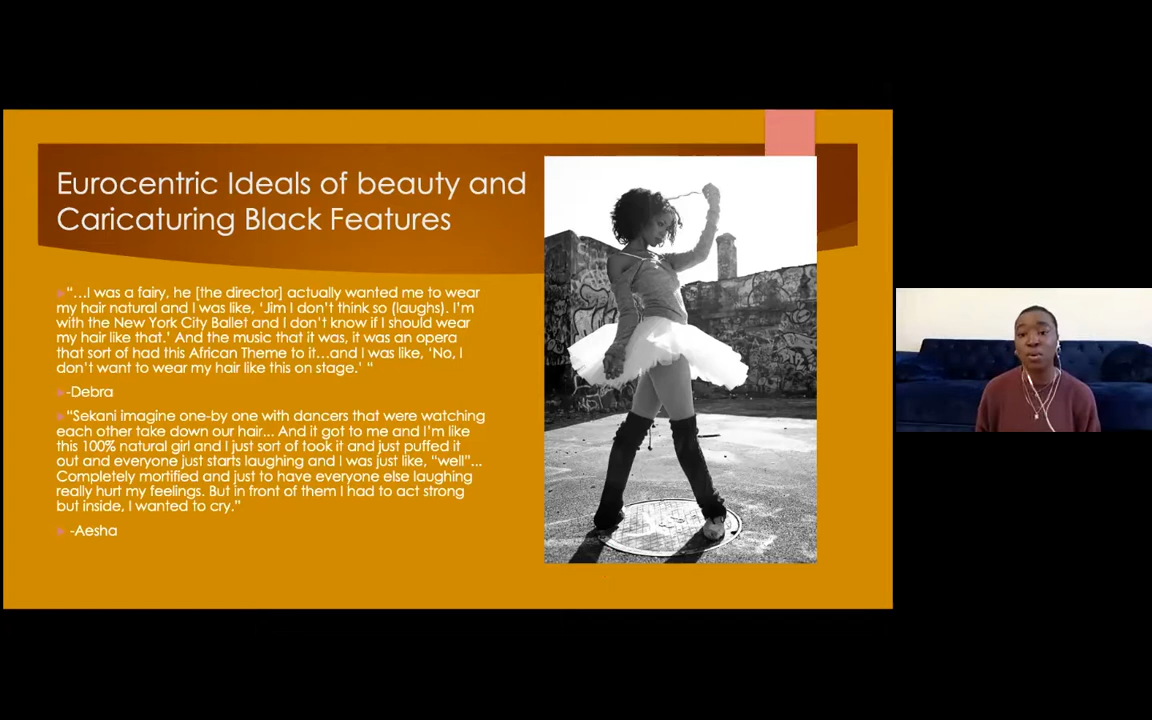 Eurocentric Ideals of beauty and
Caricaturing Black Features
“…I was a fairy, he [the director] actually wanted me to wear
my hair natural and I was like, ‘Jim I don’t think so (laughs). I’m
with the New York City Ballet and I don’t know if I should wear
my hair like that.’ And the music that it was, it was an opera
that sort of had this African Theme to it…and I was like, ‘No, I
don’t want to wear my hair like this on stage.’ “
-Debra
“Sekani imagine one-by one with dancers that were watching
each other take down our hair... And it got to me and I’m like
this 100% natural girl and I just sort of took it and just puffed it
out and everyone just starts laughing and I was just like, “well”...
Completely mortified and just to have everyone else laughing
really hurt my feelings. But in front of them I had to act strong
but inside, I wanted to cry.”
-Aesha